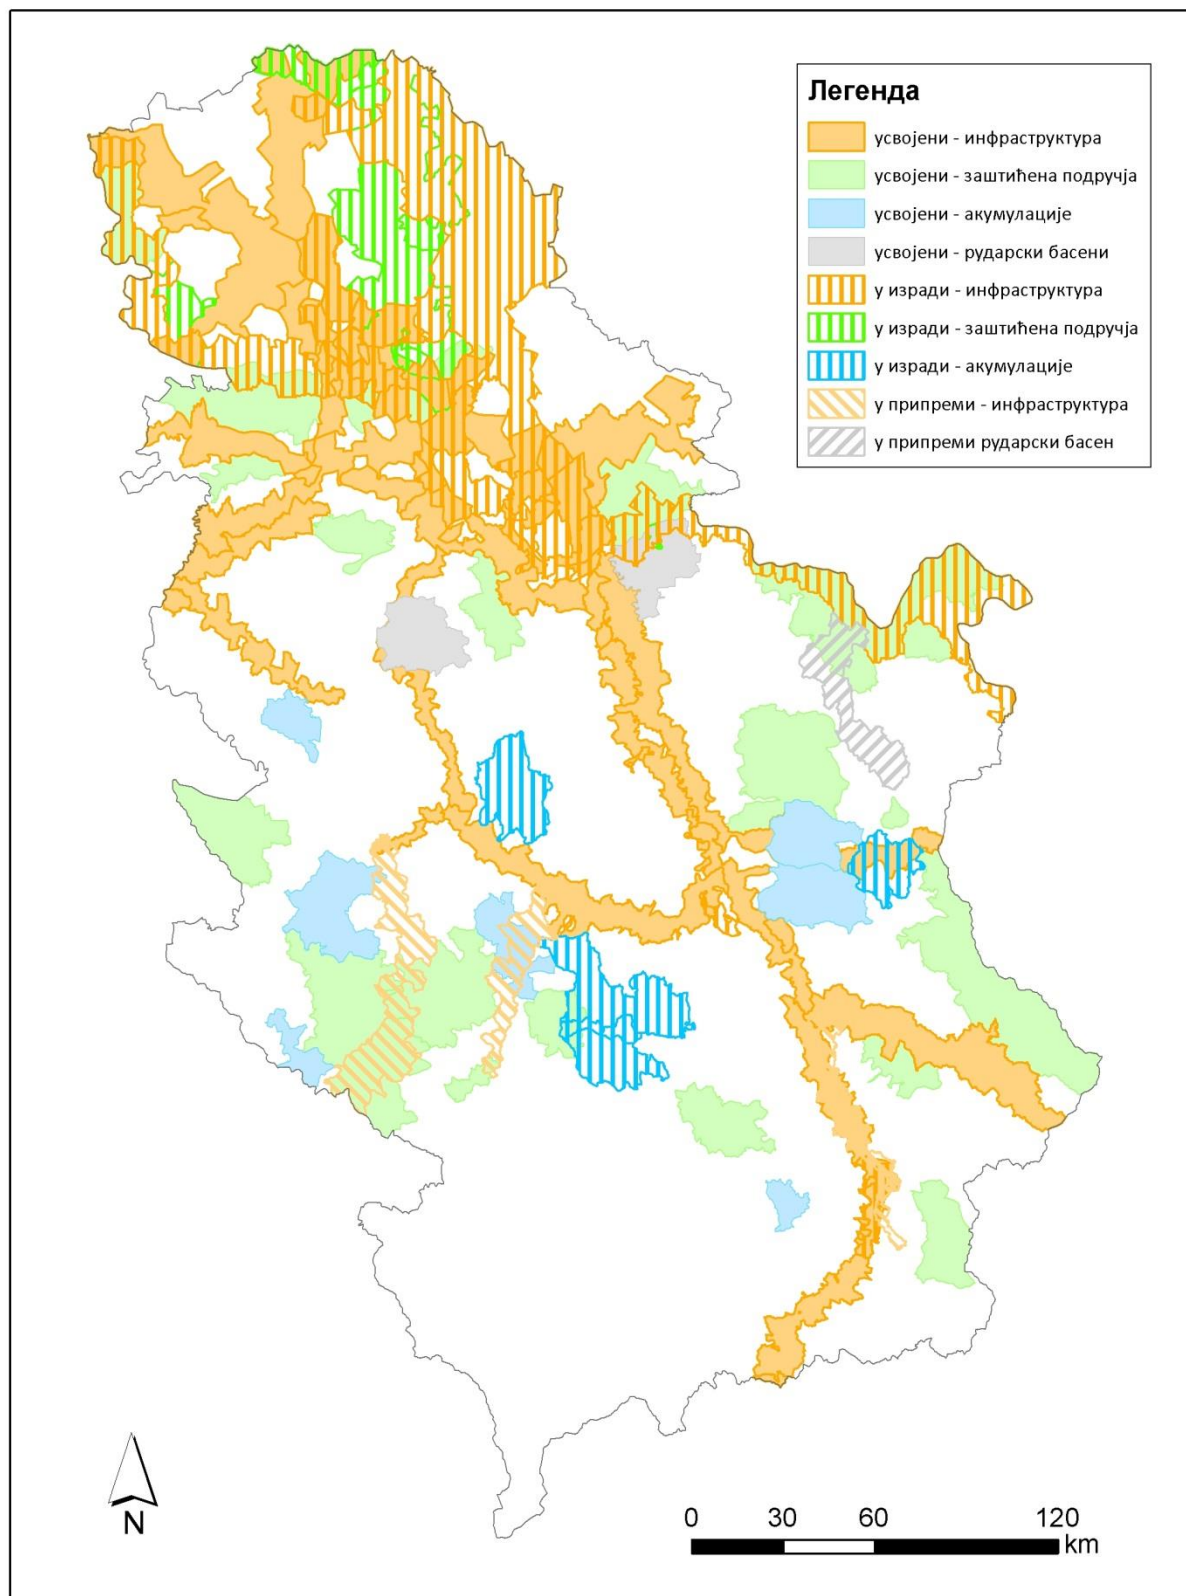 Легенда
усвојени - инфраструктура
усвојени - заштићена подручја
усвојени - акумулације
усвојени - рударски басени
у изради - инфраструктура
у изради - заштићена подручја
у изради - акумулације
у припреми - инфраструктура
у припреми рударски басен
N
0 30 60 120
km